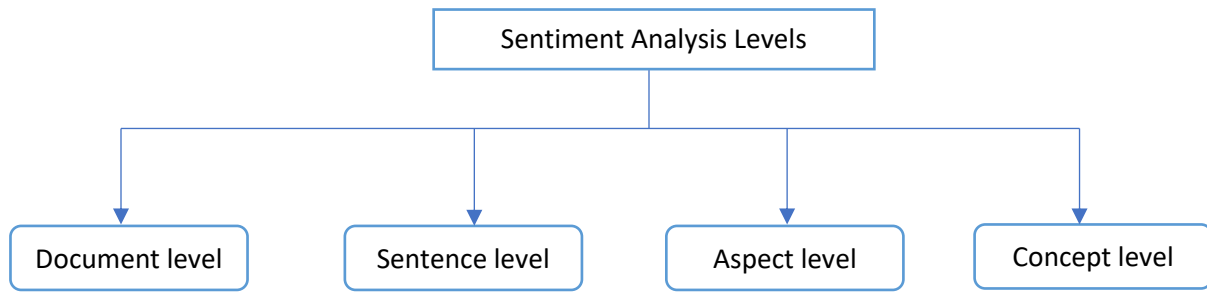 Sentiment Analysis Levels
Document level
Sentence level
Aspect level
Concept level